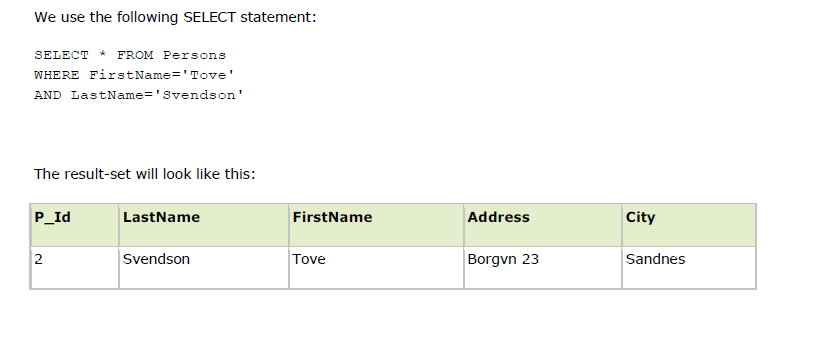 We use the following SELECT statement:
SELECT * FROM Persons
WHERE FirstName='Tove'
AND LastName='Svendson'
The result-set will look like this:
P_Id LastName FirstName Address City
2 Svendson Tove Borgvn 23 Sandnes